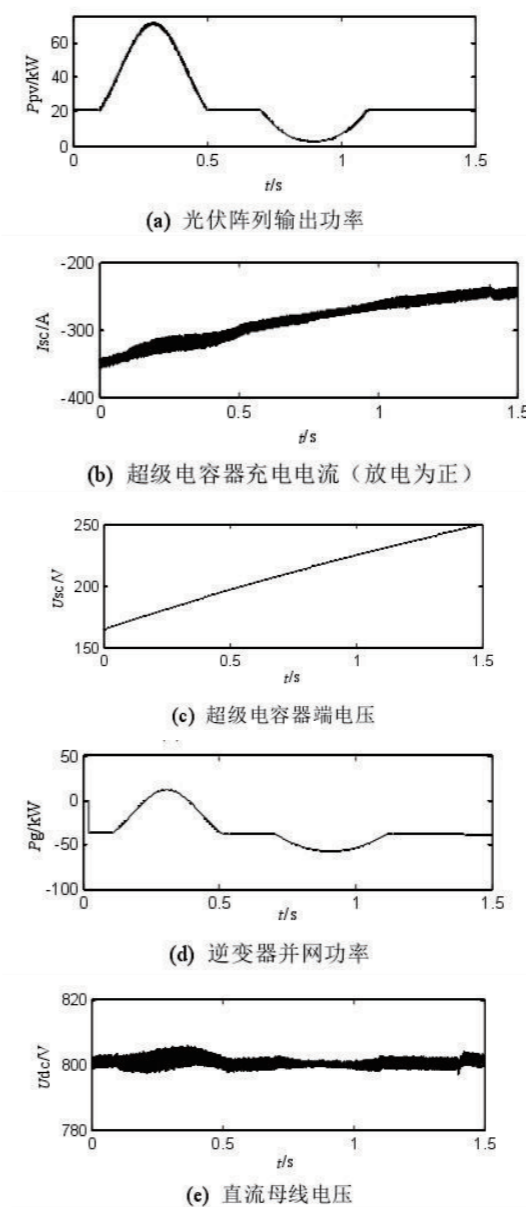 Ppv/kW
60
40
20
0
0
0.5
1
1.5
t/s
(a) 光伏阵列输出功率
Isc/A
-200
-300
-400
0
0.5
1
1.5
t/s
(b) 超级电容器充电电流（放电为正）
Usc/V
250
200
150
0
0.5
1
1.5
t/s
(c) 超级电容器端电压
Pg/kW
50
0
-50
-100
0
0.5
1
1.5
t/s
(d) 逆变器并网功率
Udc/V
820
800
780
0
0.5
1
1.5
t/s
(e) 直流母线电压